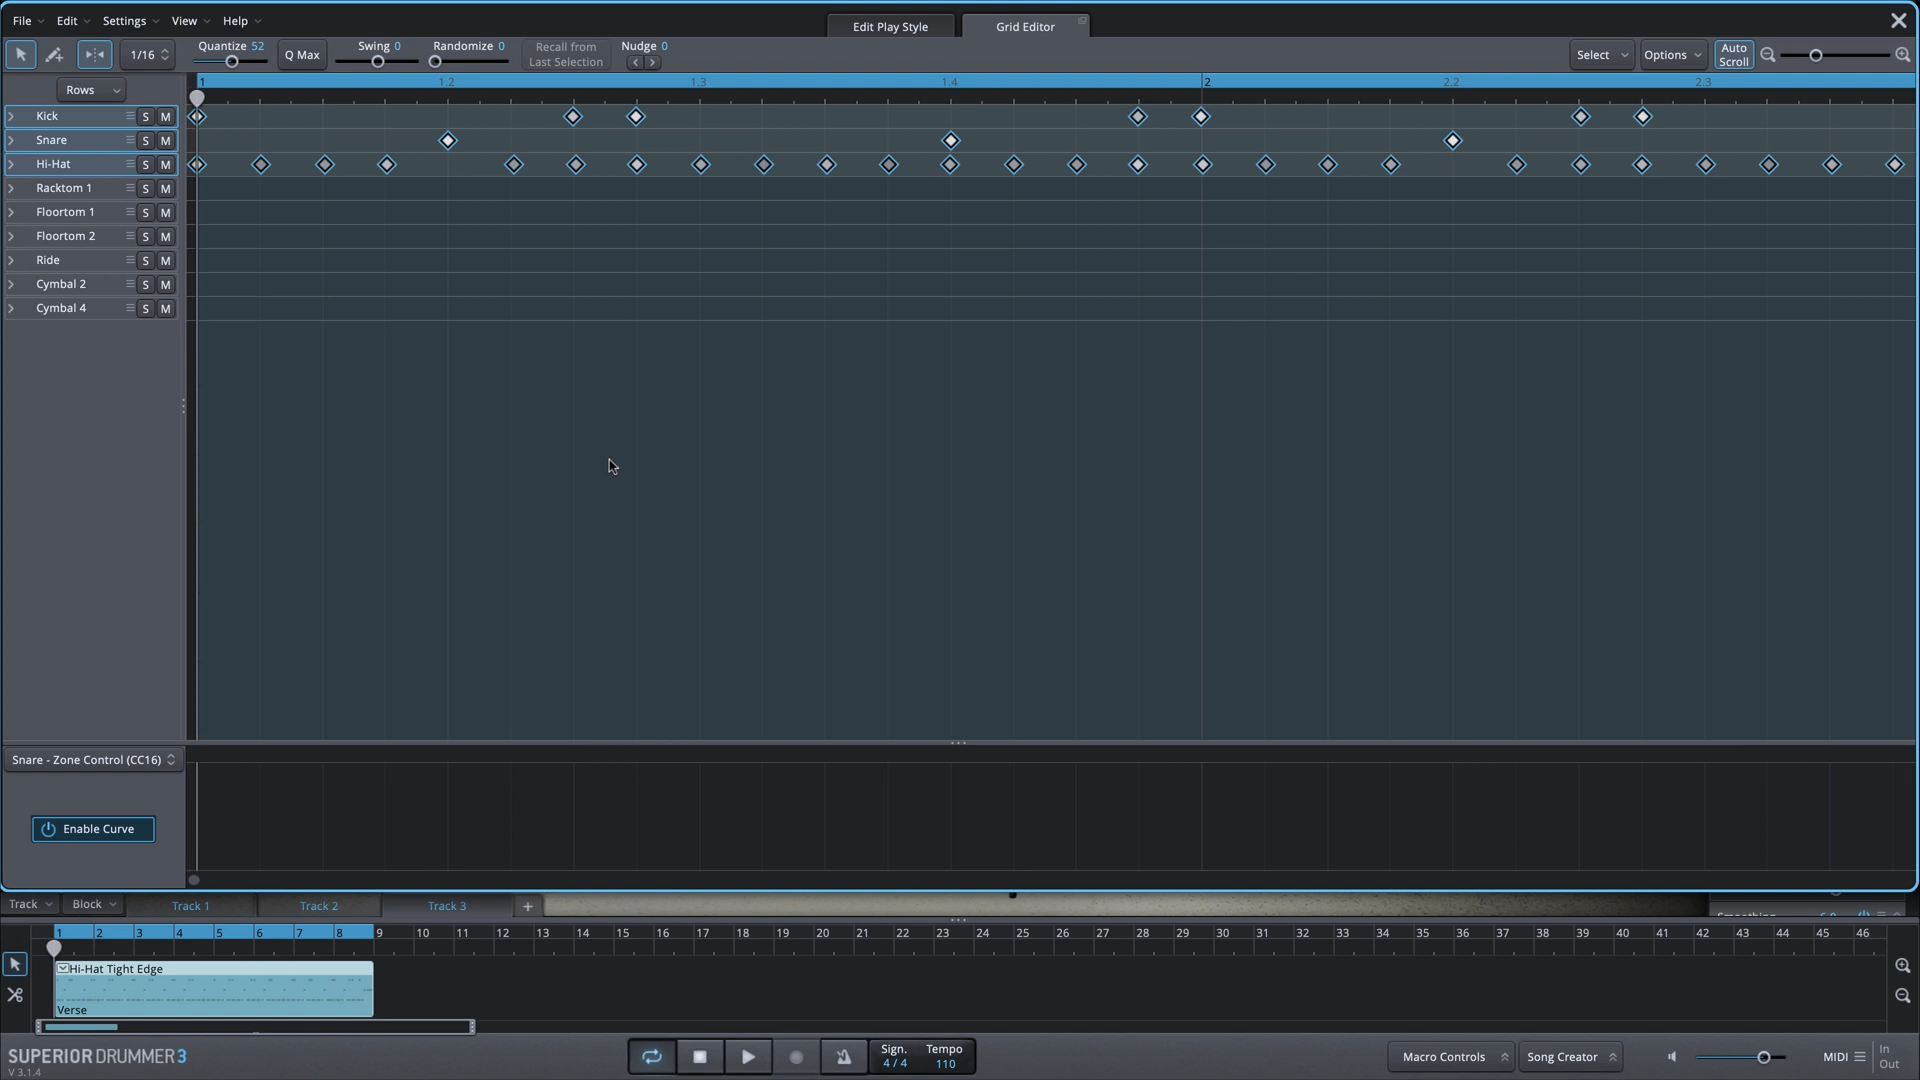 File Edit Settings View Help
Edit Play Style Grid Editor
1/16 Quantize 52 Q Max Swing 0 Randomize 0 Recall from Last Selection Nudge 0 Select Options Auto Scroll
Rows 1 1.2 1.3 1.4 2 2.2 2.3
Kick S M
Snare S M
Hi-Hat S M
Racktom 1 S M
Floortom 1 S M
Floortom 2 S M
Ride S M
Cymbal 2 S M
Cymbal 4 S M
Snare - Zone Control (CC16)
Enable Curve
Track Block Track 1 Track 2 Track 3 +
1 2 3 4 5 6 7 8 9 10 11 12 13 14 15 16 17 18 19 20 21 22 23 24 25 26 27 28 29 30 31 32 33 34 35 36 37 38 39 40 41 42 43 44 45 46
Hi-Hat Tight Edge
Verse
SUPERIOR DRUMMER 3
V 3.1.4
Sign. 4/4 Tempo 110
Macro Controls Song Creator MIDI In Out